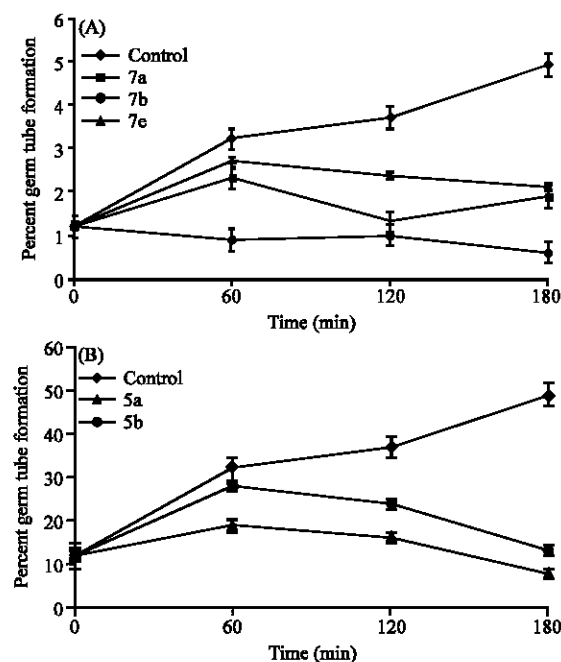 (A)
Control
7a
7b
7e
Percent germ tube formation
6
5
4
3
2
1
0
0
60
120
180
Time (min)
(B)
Control
5a
5b
Percent germ tube formation
60
50
40
30
20
10
0
0
60
120
180
Time (min)